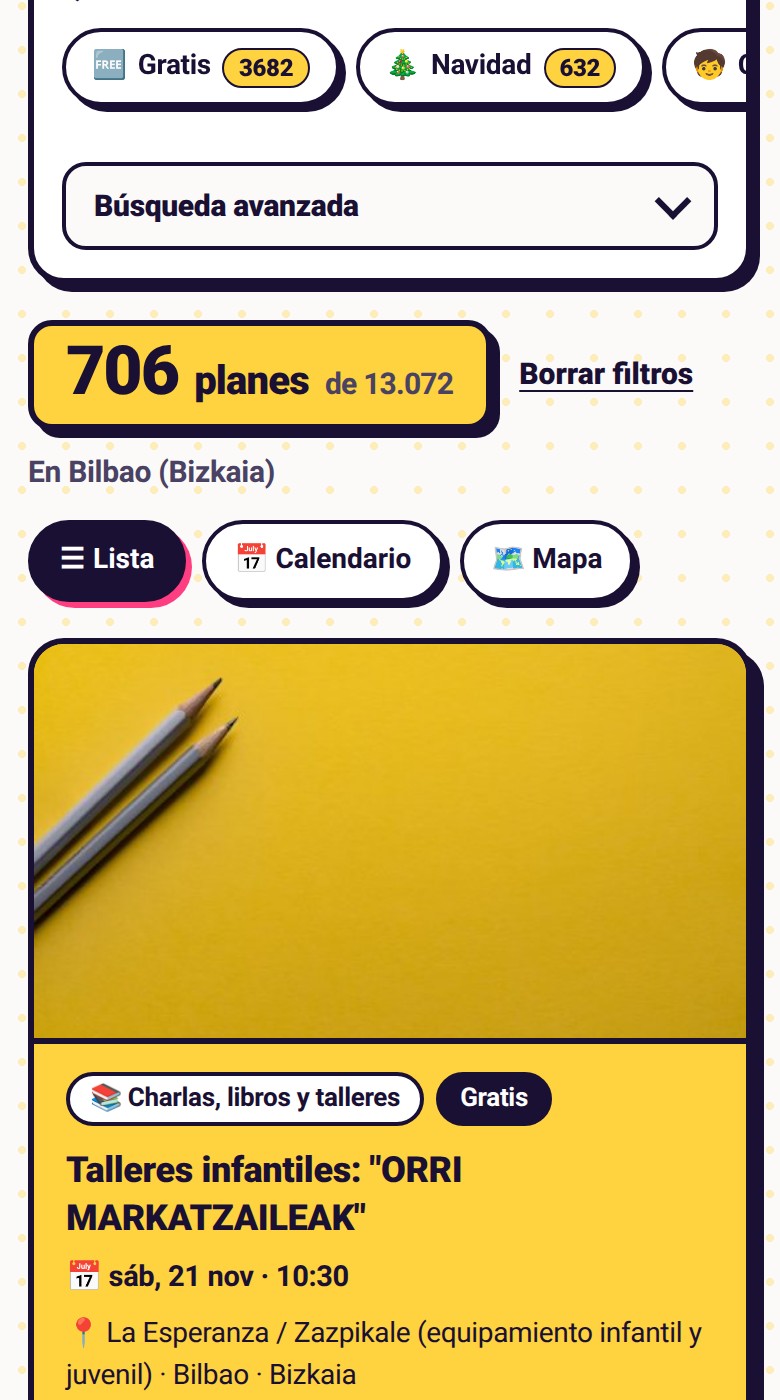 Gratis 3682 Navidad 632
Búsqueda avanzada
706 planes de 13.072 Borrar filtros
En Bilbao (Bizkaia)
☰ Lista Calendario Mapa
Charlas, libros y talleres Gratis
Talleres infantiles: "ORRI
MARKATZAILEAK"
sáb, 21 nov · 10:30
La Esperanza / Zazpikale (equipamiento infantil y
juvenil) · Bilbao · Bizkaia